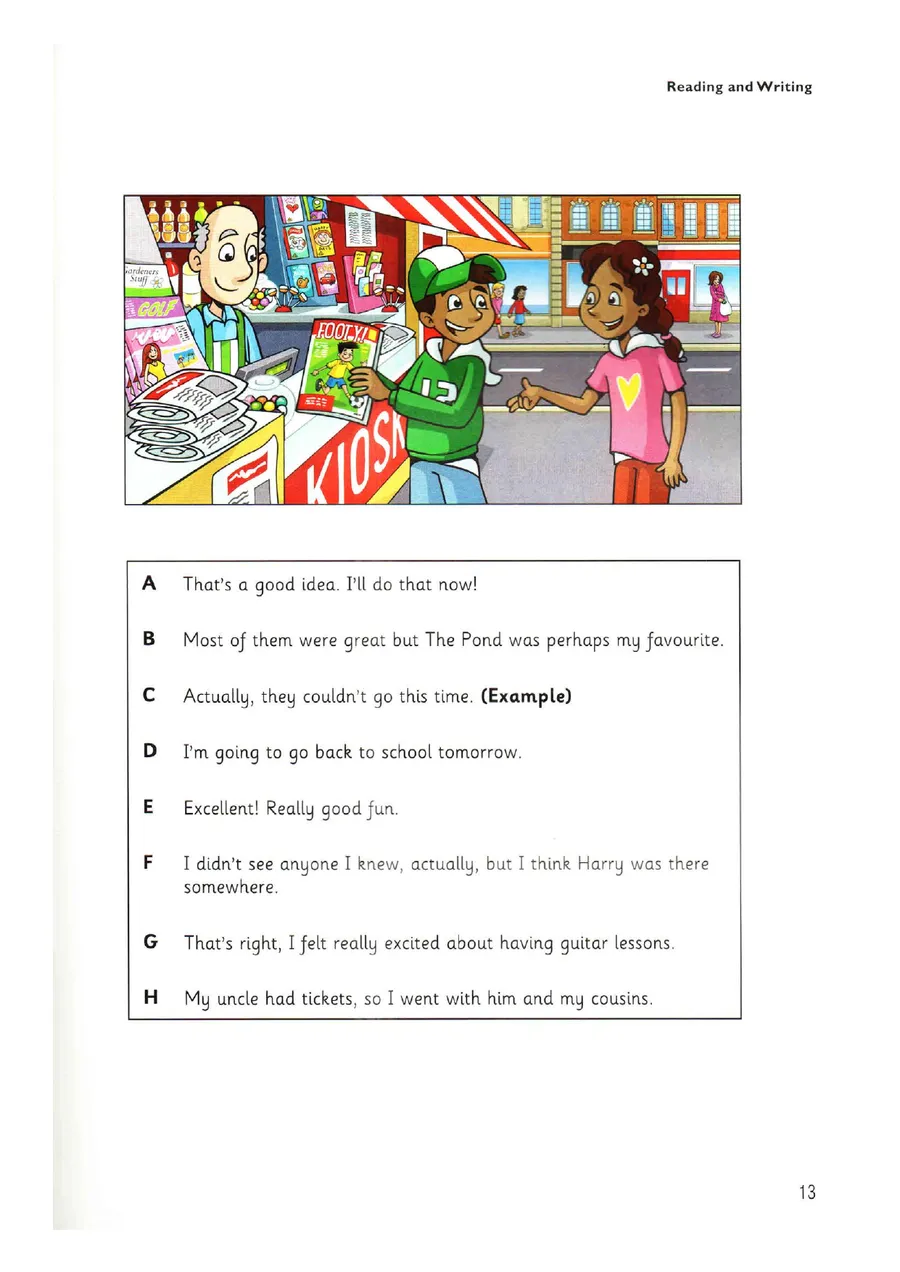 Reading and Writing
Gardeners
Stuff
GOLF
FOOTY!
12
KIOSK
A That's a good idea. I'll do that now!
B Most of them were great but The Pond was perhaps my favourite.
C Actually, they couldn't go this time. (Example)
D I'm going to go back to school tomorrow.
E Excellent! Really good fun.
F I didn't see anyone I knew, actually, but I think Harry was there
somewhere.
G That's right, I felt really excited about having guitar lessons.
H My uncle had tickets, so I went with him and my cousins.
13